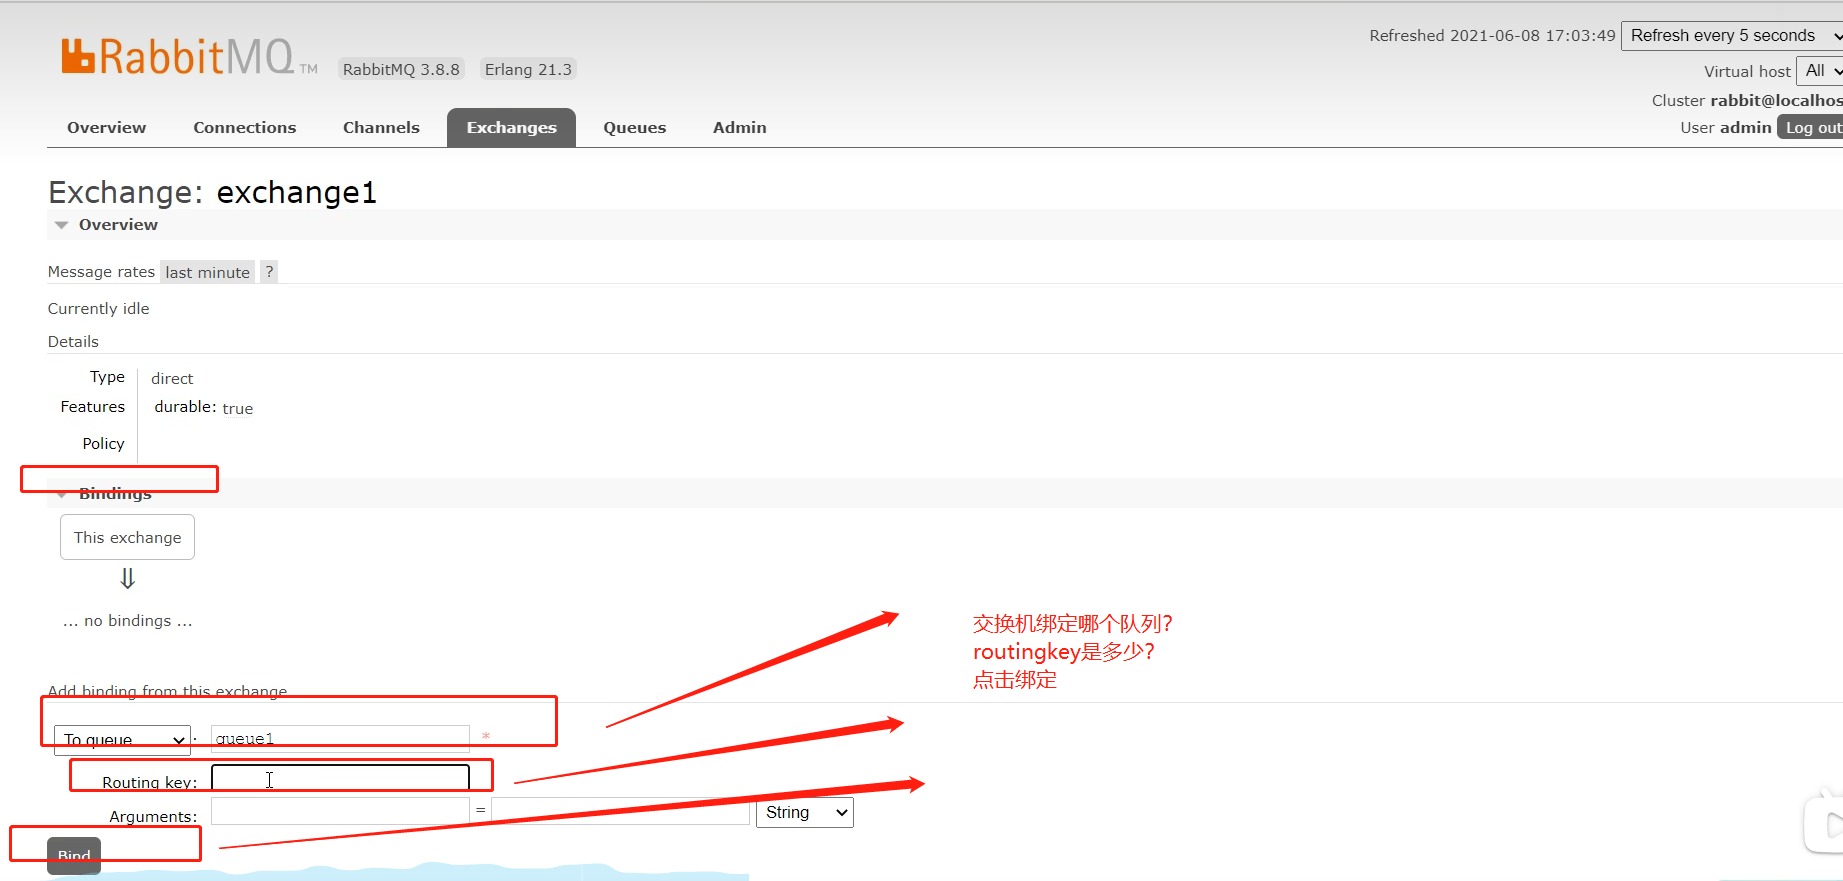 Refreshed 2021-06-08 17:03:49 Refresh every 5 seconds
RabbitMQ TM RabbitMQ 3.8.8 Erlang 21.3
Virtual host All
Cluster rabbit@localhos
User admin Log out
Overview Connections Channels Exchanges Queues Admin
Exchange: exchange1
Overview
Message rates last minute ?
Currently idle
Details
Type direct
Features durable: true
Policy
Bindings
This exchange
⇓
... no bindings ...
交换机绑定哪个队列?
routingkey是多少?
点击绑定
Add binding from this exchange
To queue : queue1 *
Routing key:
Arguments: = String
Bind